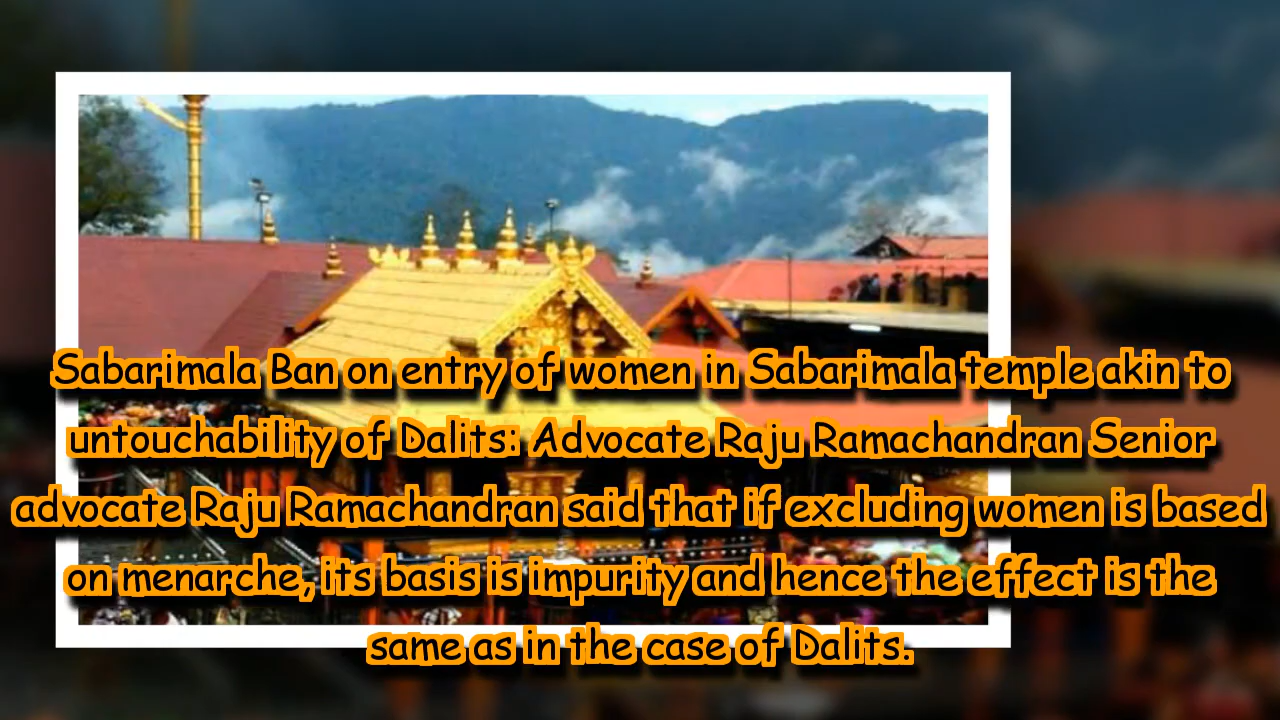 Sabarimala Ban on entry of women in Sabarimala temple akin to
untouchability of Dalits: Advocate Raju Ramachandran Senior
advocate Raju Ramachandran said that if excluding women is based
on menarche, its basis is impurity and hence the effect is the
same as in the case of Dalits.